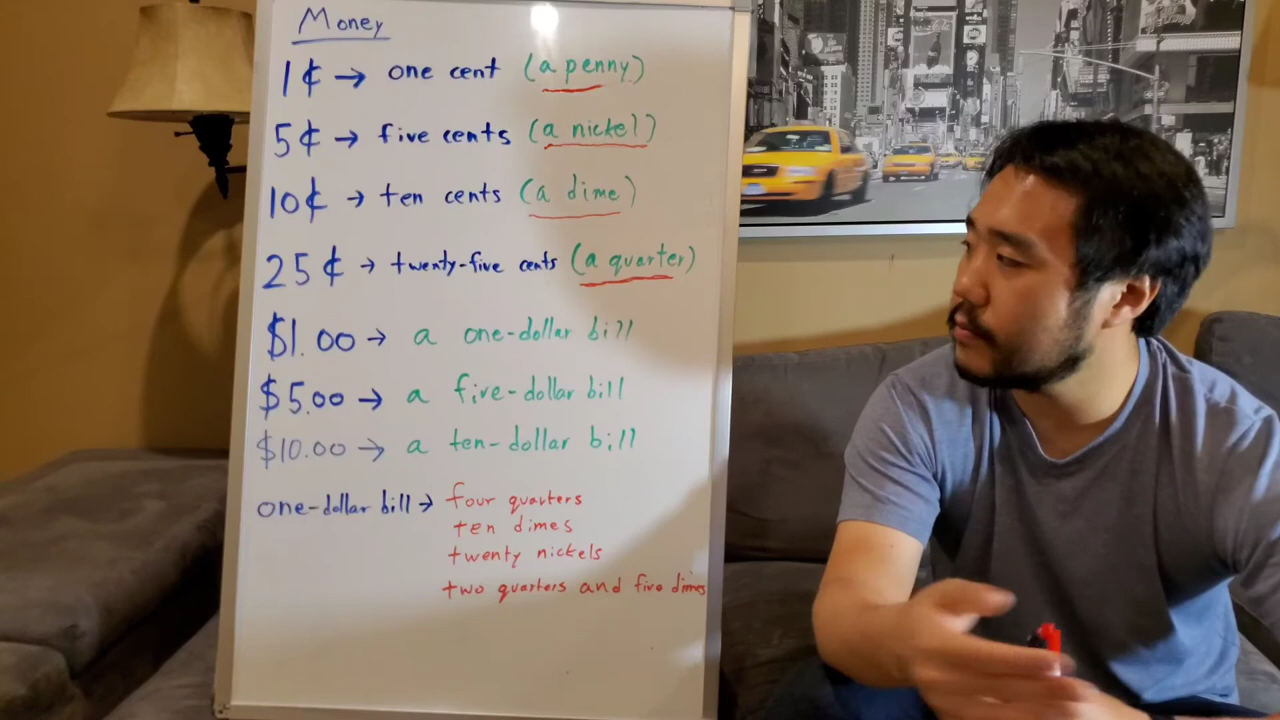 Money
1¢ → one cent (a penny)
5¢ → five cents (a nickel)
10¢ → ten cents (a dime)
25¢ → twenty-five cents (a quarter)
$1.00 → a one-dollar bill
$5.00 → a five-dollar bill
$10.00 → a ten-dollar bill
one-dollar bill → four quarters
ten dimes
twenty nickels
two quarters and five dimes